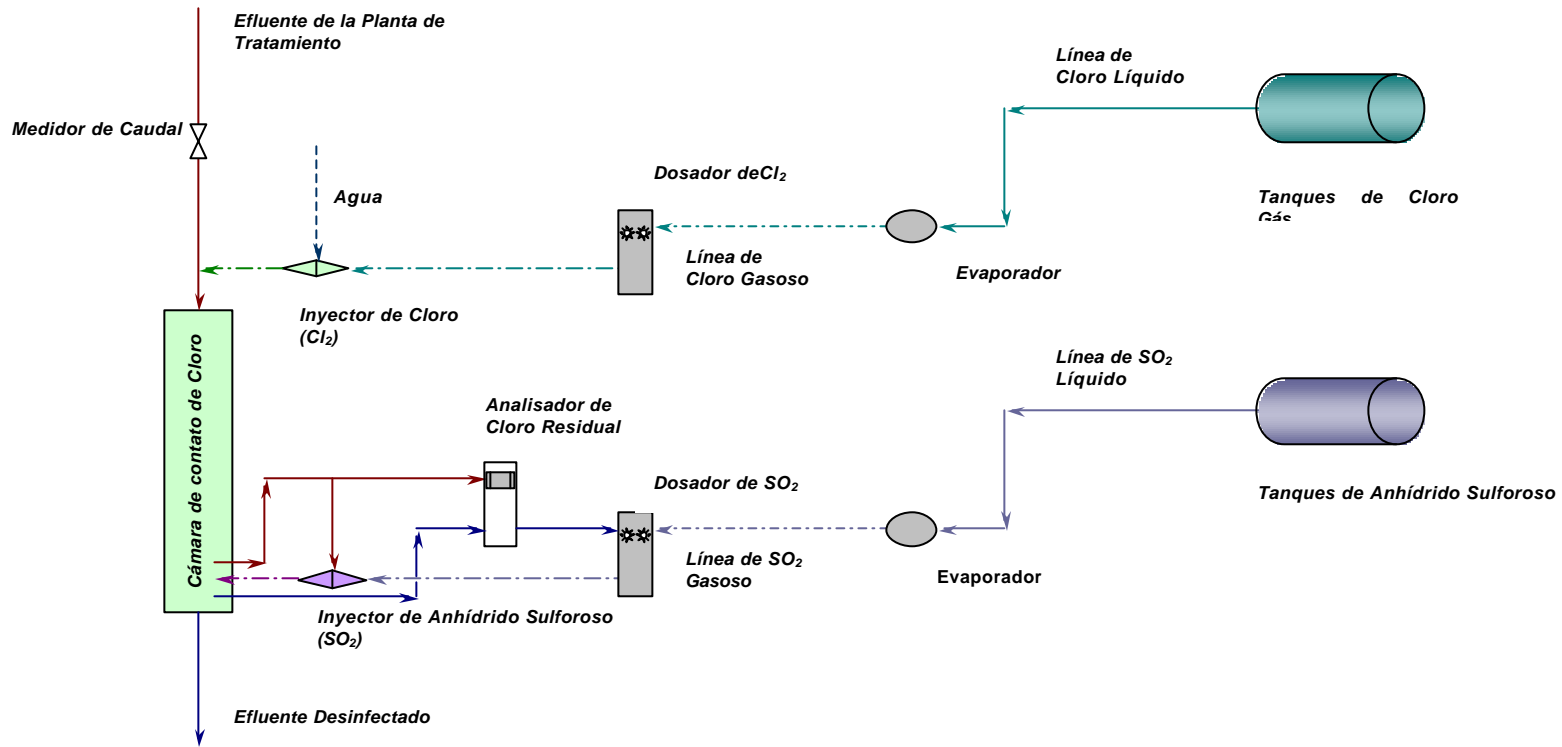 Efluente de la Planta de
Tratamiento
Línea de
Cloro Líquido
Medidor de Caudal
Dosador deCl₂
Agua
Tanques de Cloro
Gás
Línea de
Cloro Gasoso
Evaporador
Inyector de Cloro
(Cl₂)
Cámara de contato de Cloro
Línea de SO₂
Líquido
Analisador de
Cloro Residual
Dosador de SO₂
Tanques de Anhídrido Sulforoso
Línea de SO₂
Gasoso
Evaporador
Inyector de Anhídrido Sulforoso
(SO₂)
Efluente Desinfectado